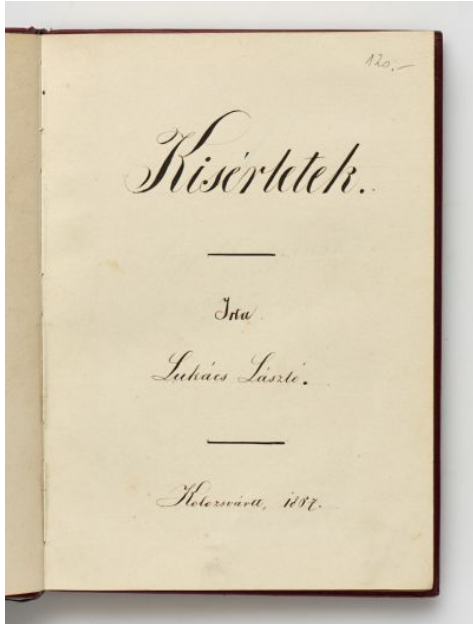 120.-
Kisérletek.
Irta
Lukács László.
Kolozsvártt, 1887.